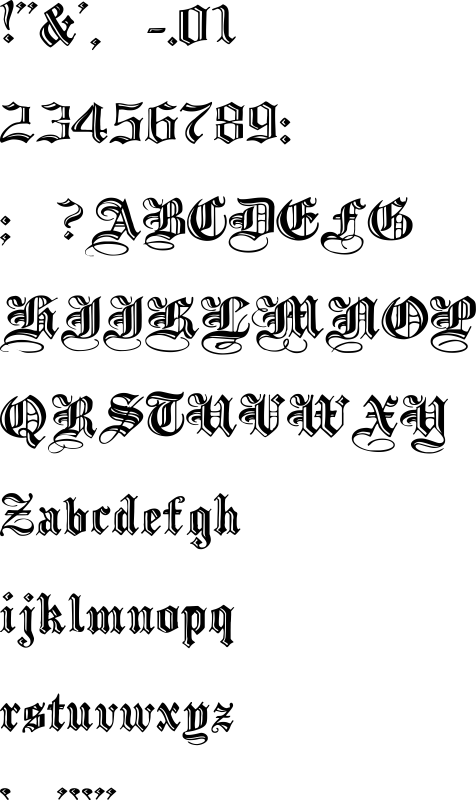 !"&', -.01
23456789:
; ?ABCDEFG
HIJKLMNOP
QRSTUVWXY
Zabcdefgh
ijklmnopq
rstuvwxyz